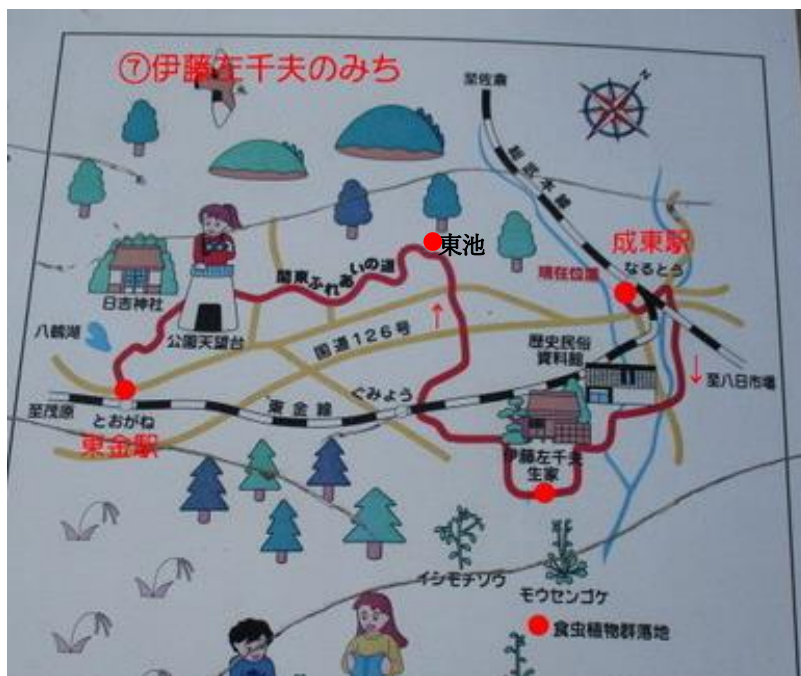 ⑦伊藤左千夫のみち
至佐倉
N
総武本線
東池
成東駅
なるとう
現在位置
関東ふれあいの道
日吉神社
八鶴湖
公園天望台
国道126号
歴史民俗
資料館
↑
↓
至八日市場
ぐみょう
東金線
至茂原
とおがね
東金駅
伊藤左千夫
生家
イシモチソウ
モウセンゴケ
食虫植物群落地